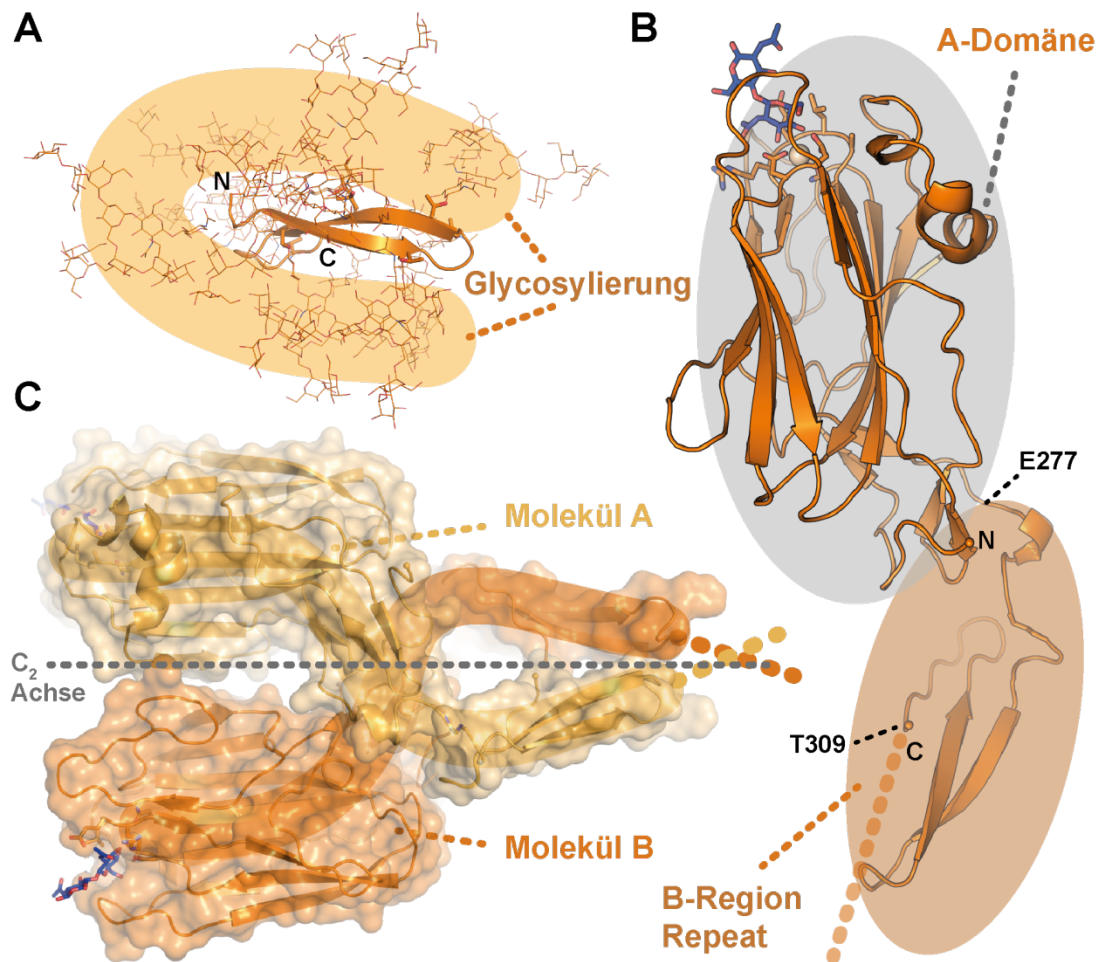 A
N
C
Glycosylierung
B
A-Domäne
E277
N
T309
C
B-Region
Repeat
C
Molekül A
C₂
Achse
Molekül B